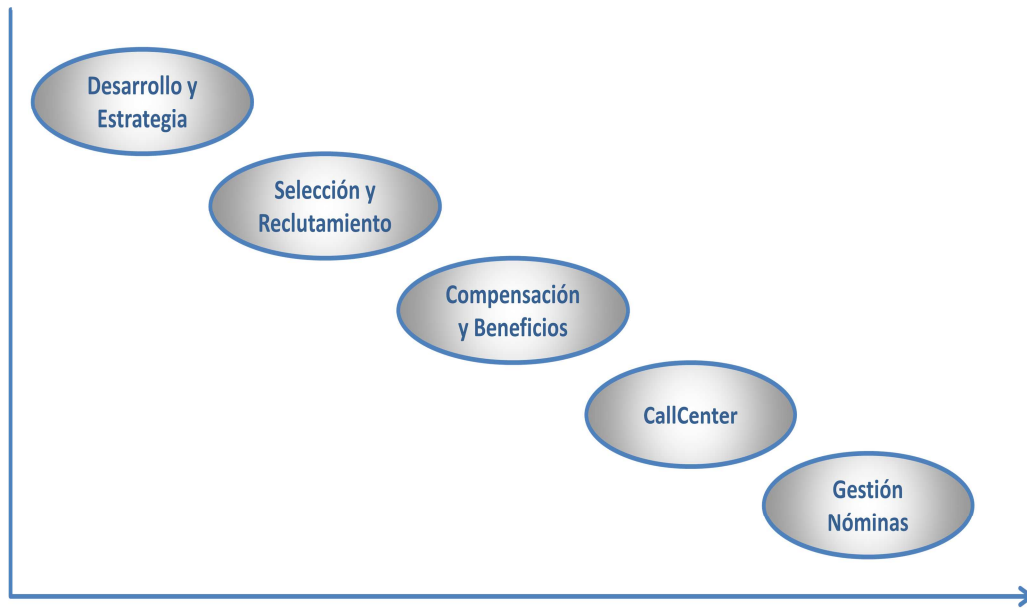 Desarrollo y
Estrategia
Selección y
Reclutamiento
Compensación
y Beneficios
CallCenter
Gestión
Nóminas